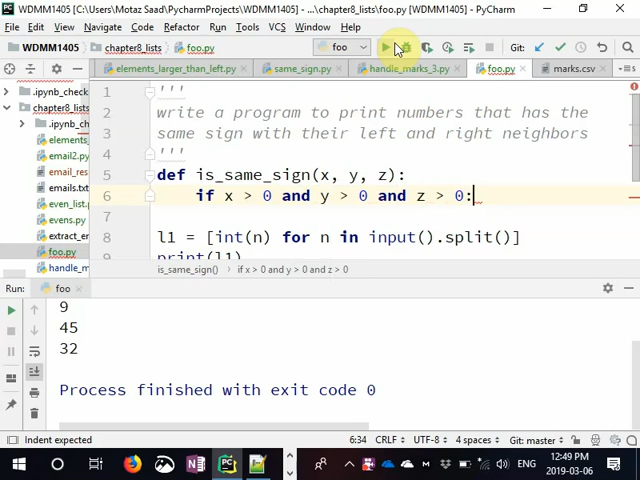 WDMM1405 [C:\Users\Motaz Saad\PycharmProjects\WDMM1405] - ...\chapter8_lists\foo.py - PyCharm
File Edit View Navigate Code Refactor Run Tools VCS Window Help
WDMM1405 chapter8_lists foo.py foo Git:
elements_larger_than_left.py same_sign.py handle_marks_3.py foo.py marks.csv
.ipynb_check
chapter8_lists
.ipynb_check
elements_
email2.py
email_res
emails.txt
even_list.p
evens.py
extract_er
foo.py
handle_m
1 '''
2 write a program to print numbers that has the
3 same sign with their left and right neighbors
4 '''
5 def is_same_sign(x, y, z):
6 if x > 0 and y > 0 and z > 0:
7
8 l1 = [int(n) for n in input().split()]
9 print(l1)
is_same_sign() if x > 0 and y > 0 and z > 0
Run: foo
9
45
32
Process finished with exit code 0
Indent expected 6:34 CRLF UTF-8 4 spaces Git: master
ENG 12:49 PM
2019-03-06